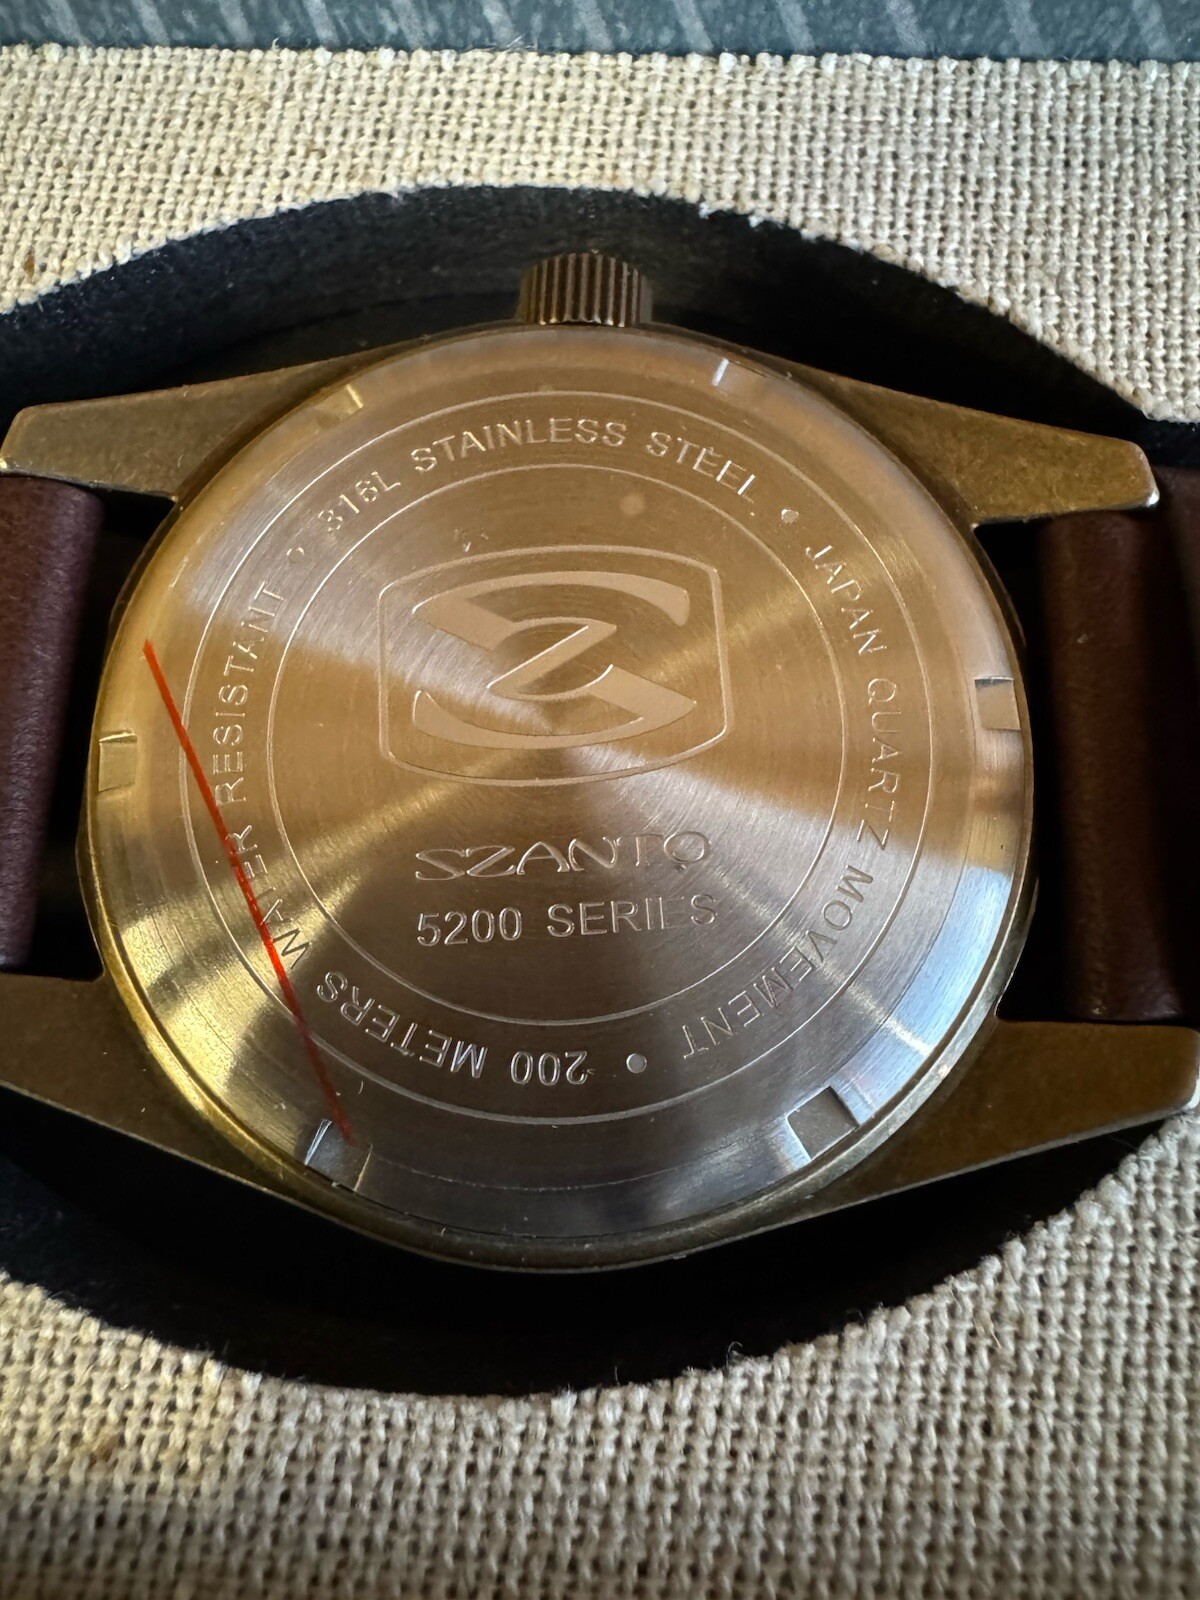 316L STAINLESS STEEL • JAPAN QUARTZ MOVEMENT • 200 METERS WATER RESISTANT •
SZANTO
5200 SERIES